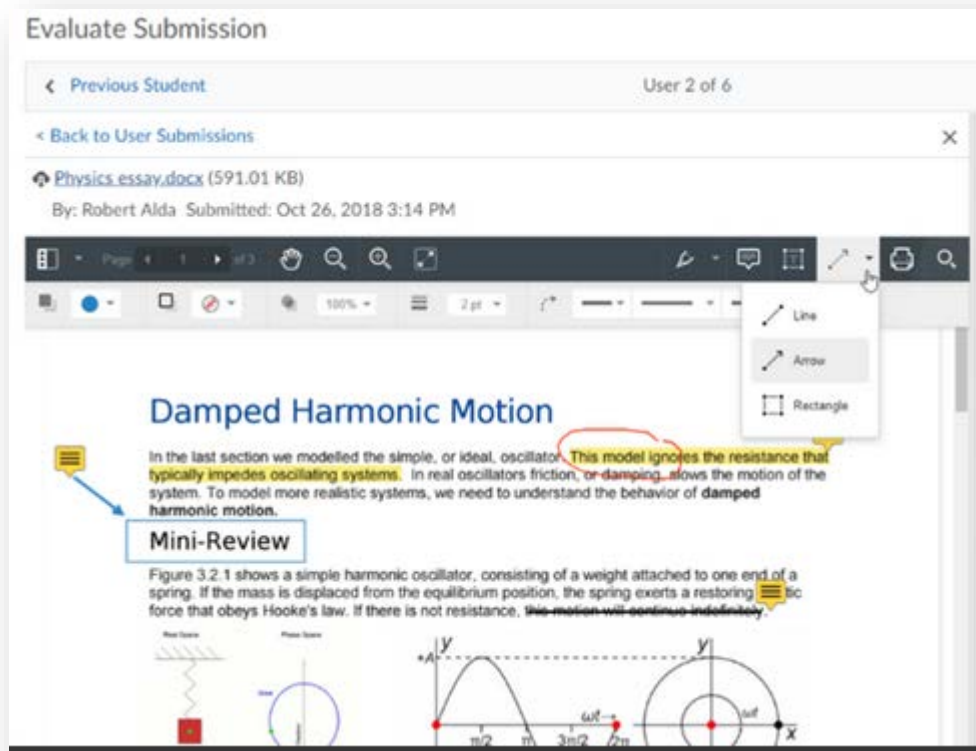 Evaluate Submission
Previous Student
User 2 of 6
< Back to User Submissions
Physics essay.docx (591.01 KB)
By: Robert Alda Submitted: Oct 26, 2018 3:14 PM
Page 1 of 3
100% 2 pt
Line
Arrow
Rectangle
Damped Harmonic Motion
In the last section we modelled the simple, or ideal, oscillator. This model ignores the resistance that
typically impedes oscillating systems. In real oscillators friction, or damping, slows the motion of the
system. To model more realistic systems, we need to understand the behavior of damped
harmonic motion.
Mini-Review
Figure 3.2.1 shows a simple harmonic oscillator, consisting of a weight attached to one end of a
spring. If the mass is displaced from the equilibrium position, the spring exerts a restoring
force that obeys Hooke's law. If there is not resistance, this motion will continue indefinitely.
Real Space Phase Space
y y
+A
ωt→ ωt
π/2 π 3π/2 2π x